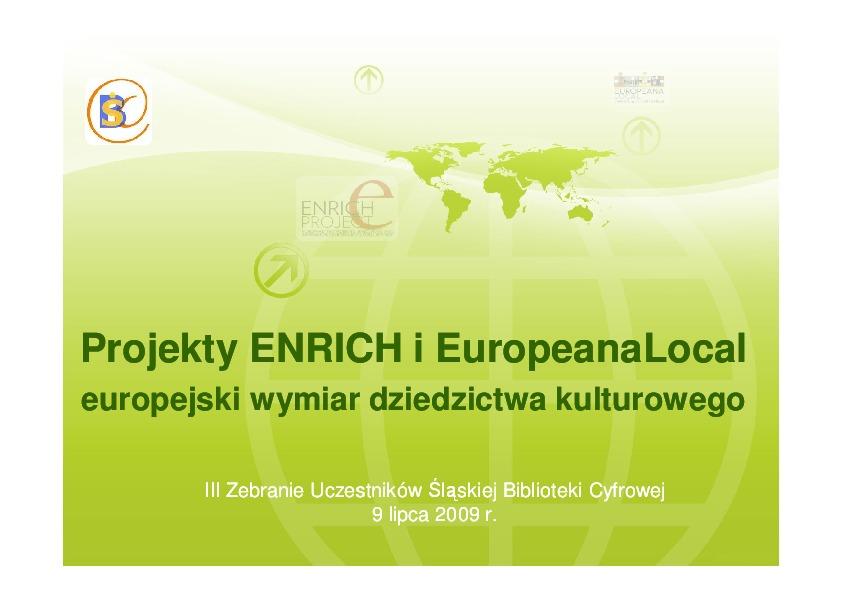 EUROPEANA
LOCAL
ENRICH
PROJECT
Projekty ENRICH i EuropeanaLocal
europejski wymiar dziedzictwa kulturowego
III Zebranie Uczestników Śląskiej Biblioteki Cyfrowej
9 lipca 2009 r.